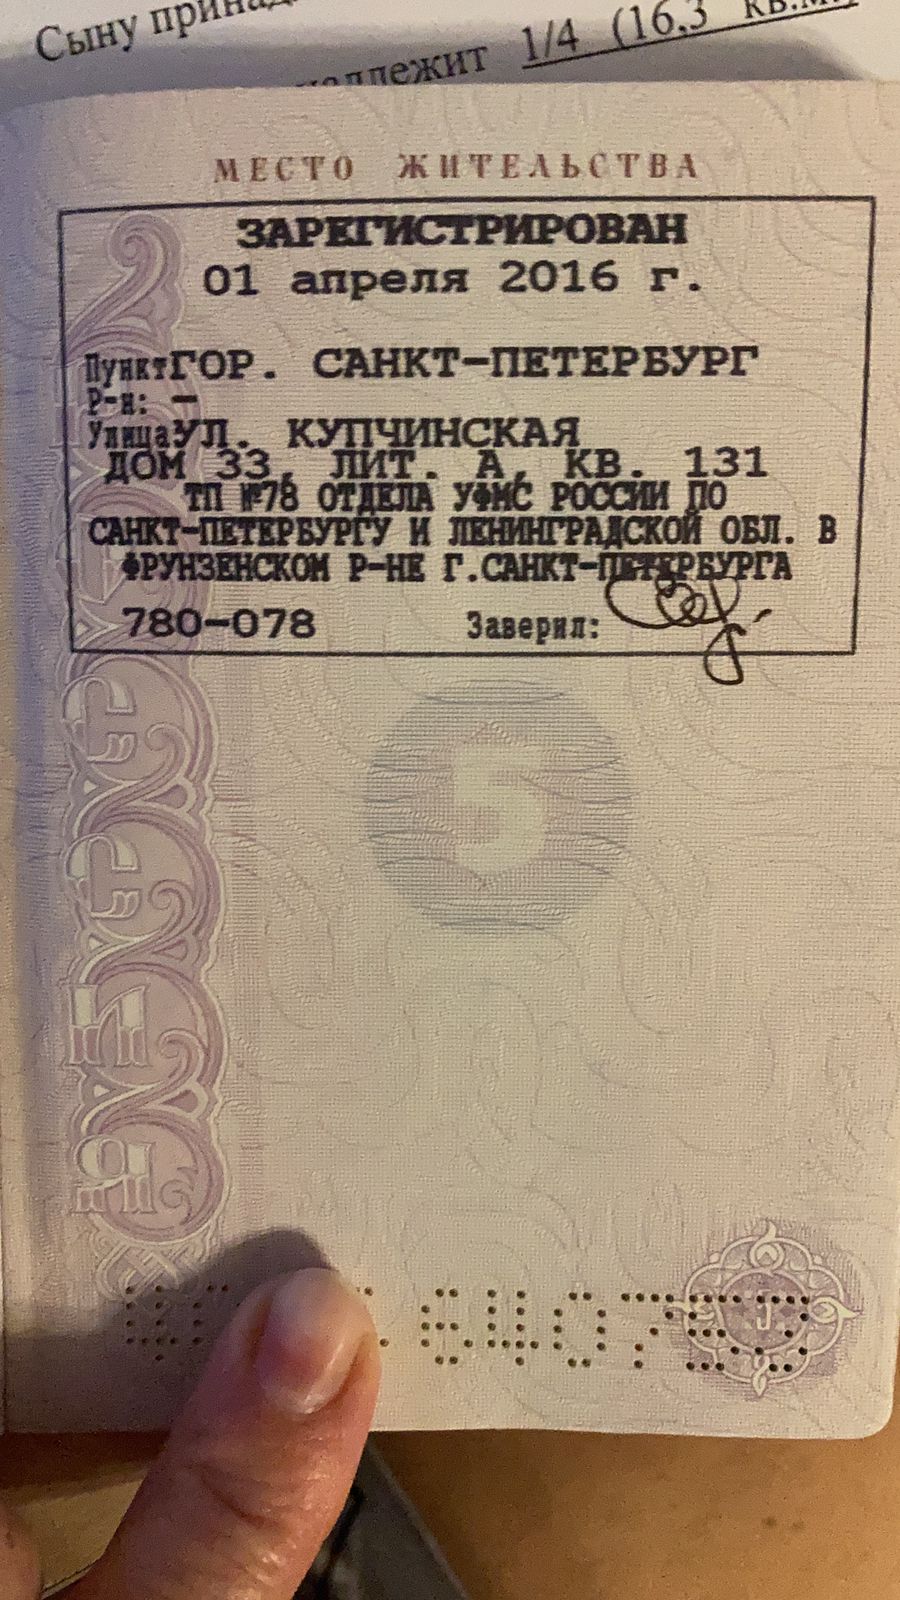 Сыну
1/4 (16,3 кв.м.)
МЕСТО ЖИТЕЛЬСТВА
ЗАРЕГИСТРИРОВАН
01 апреля 2016 г.
Пункт ГОР. САНКТ-ПЕТЕРБУРГ
Р-н: –
Улица УЛ. КУПЧИНСКАЯ
ДОМ 33, ЛИТ. А, КВ. 131
ТП №78 ОТДЕЛА УФМС РОССИИ ПО
САНКТ-ПЕТЕРБУРГУ И ЛЕНИНГРАДСКОЙ ОБЛ. В
ФРУНЗЕНСКОМ Р-НЕ Г.САНКТ-ПЕТЕРБУРГА
780-078 Заверил:
5